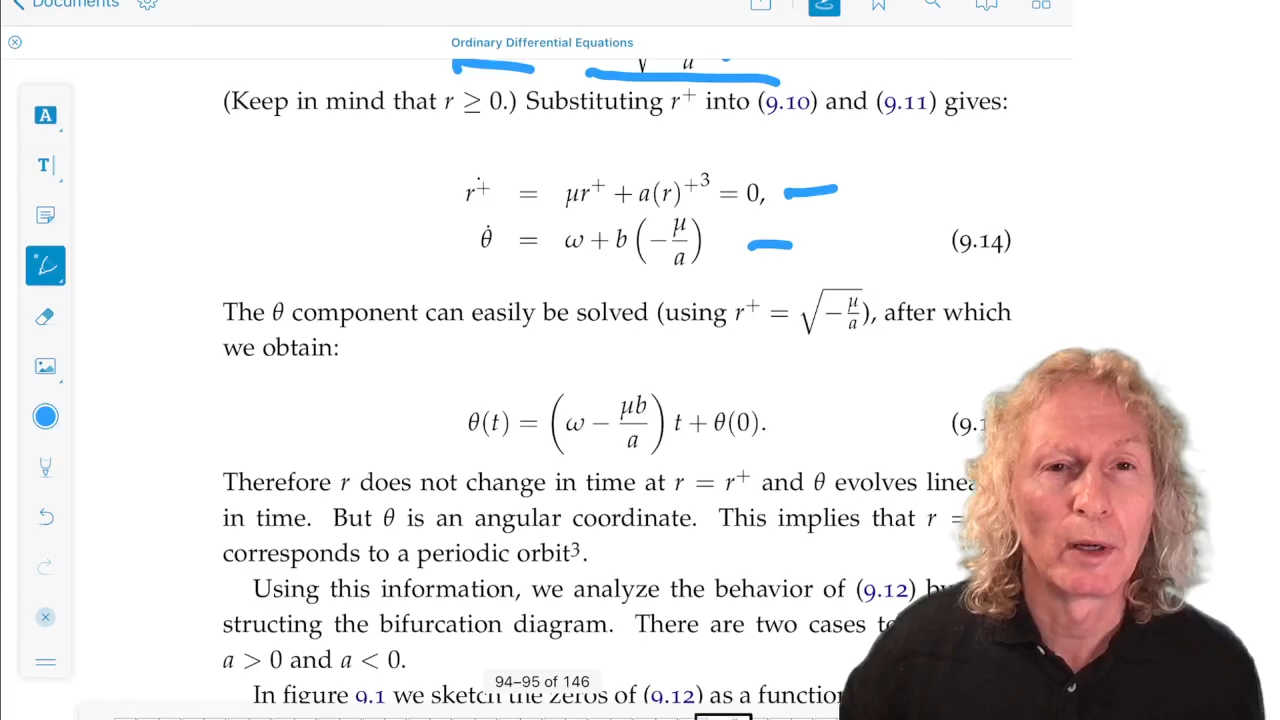 Documents
Ordinary Differential Equations
(Keep in mind that r ≥ 0.) Substituting r⁺ into (9.10) and (9.11) gives:
ṙ⁺ = μr⁺ + a(r)⁺³ = 0,
θ̇ = ω + b(−μ/a) (9.14)
The θ component can easily be solved (using r⁺ = √(−μ/a)), after which
we obtain:
θ(t) = (ω − μb/a) t + θ(0). (9.1
Therefore r does not change in time at r = r⁺ and θ evolves linea
in time. But θ is an angular coordinate. This implies that r =
corresponds to a periodic orbit³.
Using this information, we analyze the behavior of (9.12) by
structing the bifurcation diagram. There are two cases to
a > 0 and a < 0.
94–95 of 146
In figure 9.1 we sketch the zeros of (9.12) as a function